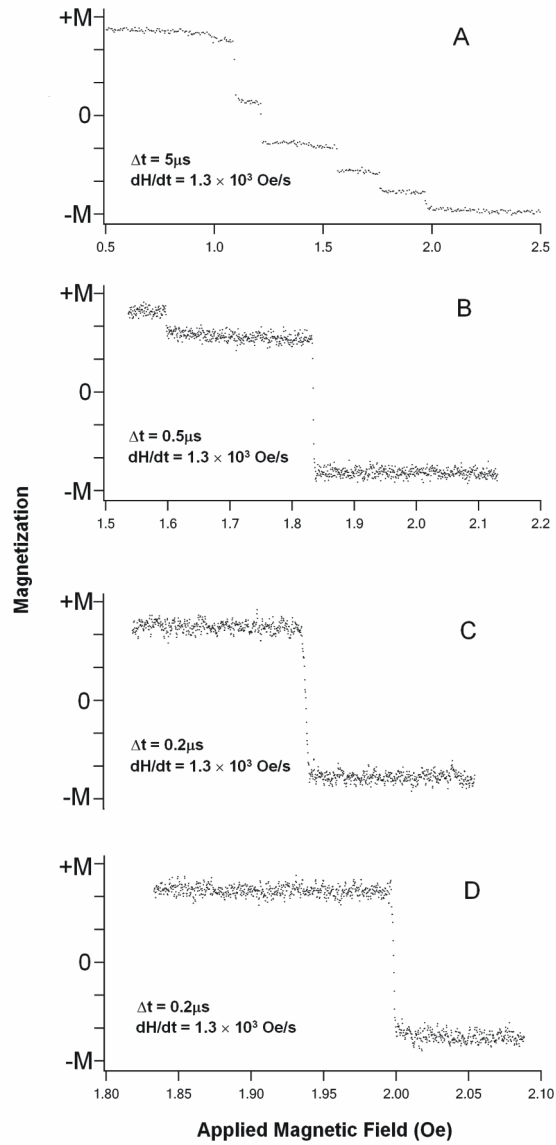 +M
A
0
Δt = 5μs
dH/dt = 1.3 × 10³ Oe/s
-M
0.5 1.0 1.5 2.0 2.5
+M
B
0
Δt = 0.5μs
dH/dt = 1.3 × 10³ Oe/s
-M
1.5 1.6 1.7 1.8 1.9 2.0 2.1 2.2
Magnetization
+M
C
0
Δt = 0.2μs
dH/dt = 1.3 × 10³ Oe/s
-M
+M
D
0
Δt = 0.2μs
dH/dt = 1.3 × 10³ Oe/s
-M
1.80 1.85 1.90 1.95 2.00 2.05 2.10
Applied Magnetic Field (Oe)